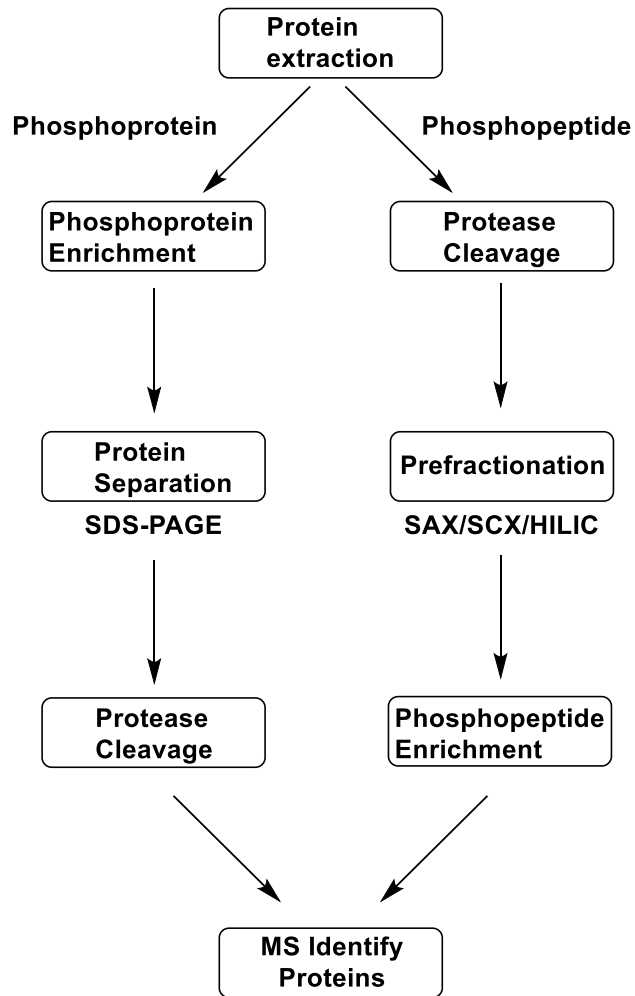 Protein
extraction
Phosphoprotein
Phosphopeptide
Phosphoprotein
Enrichment
Protease
Cleavage
Protein
Separation
SDS-PAGE
Prefractionation
SAX/SCX/HILIC
Protease
Cleavage
Phosphopeptide
Enrichment
MS Identify
Proteins